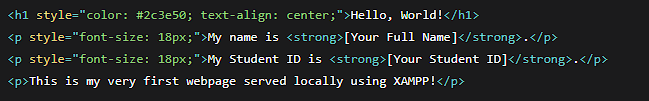 <h1 style="color: #2c3e50; text-align: center;">Hello, World!</h1>
<p style="font-size: 18px;">My name is <strong>[Your Full Name]</strong>.</p>
<p style="font-size: 18px;">My Student ID is <strong>[Your Student ID]</strong>.</p>
<p>This is my very first webpage served locally using XAMPP!</p>